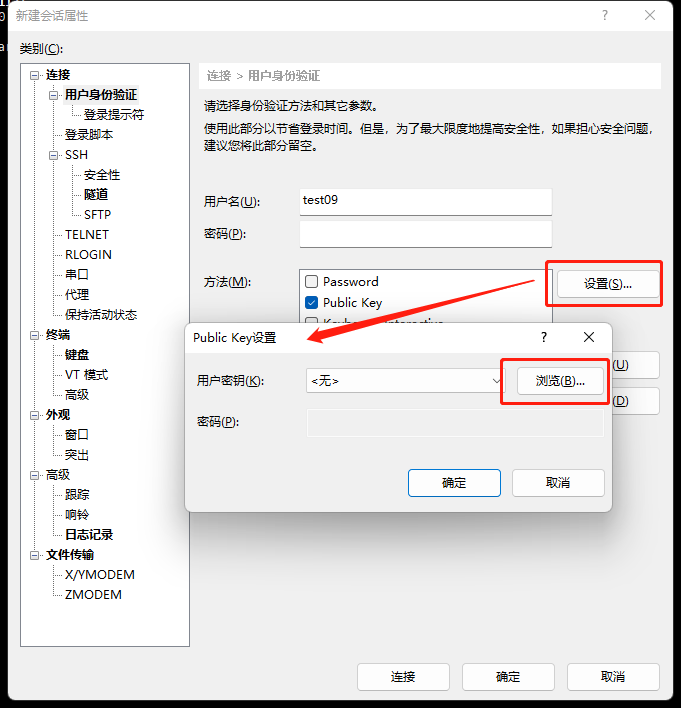 新建会话属性
类别(C):
连接
用户身份验证
登录提示符
登录脚本
SSH
安全性
隧道
SFTP
TELNET
RLOGIN
串口
代理
保持活动状态
终端
键盘
VT 模式
高级
外观
窗口
突出
高级
跟踪
响铃
日志记录
文件传输
X/YMODEM
ZMODEM
连接 > 用户身份验证
请选择身份验证方法和其它参数。
使用此部分以节省登录时间。但是，为了最大限度地提高安全性，如果担心安全问题，
建议您将此部分留空。
用户名(U):
test09
密码(P):
方法(M):
Password
Public Key
设置(S)...
(U)
(D)
Public Key设置
?
用户密钥(K):
<无>
浏览(B)...
密码(P):
确定
取消
连接
确定
取消